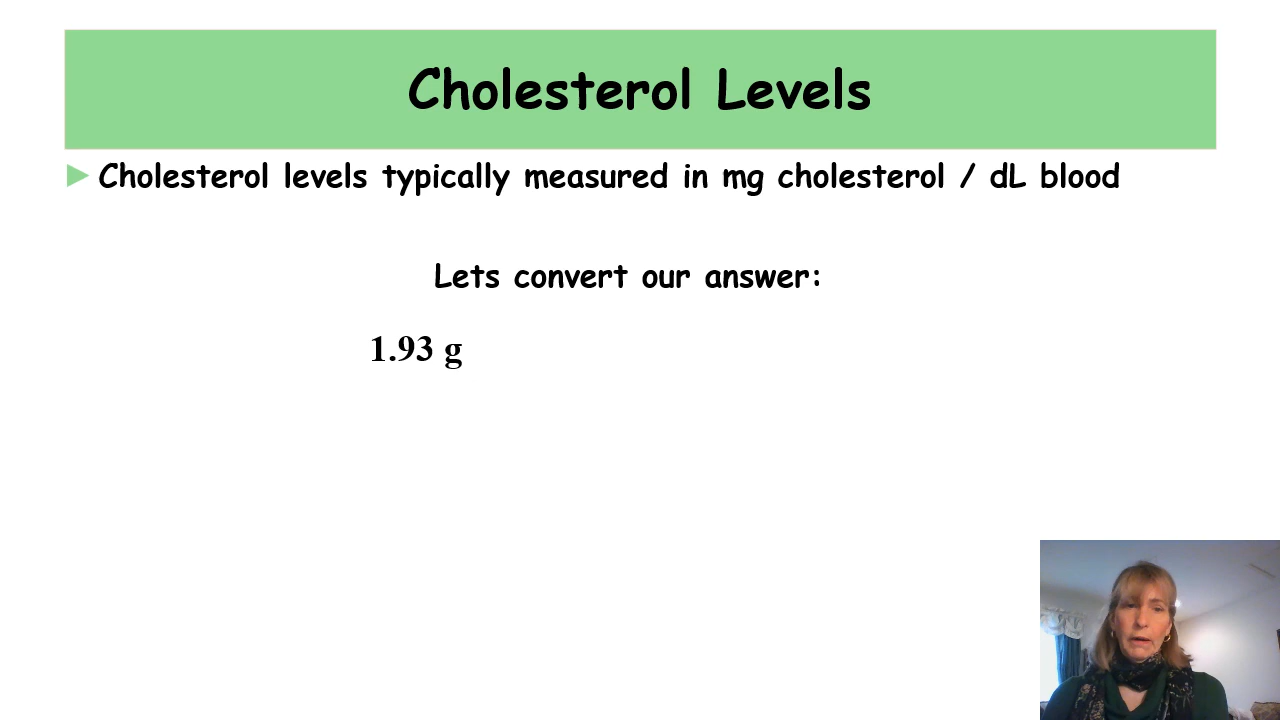 Cholesterol Levels
Cholesterol levels typically measured in mg cholesterol / dL blood
Lets convert our answer:
1.93 g